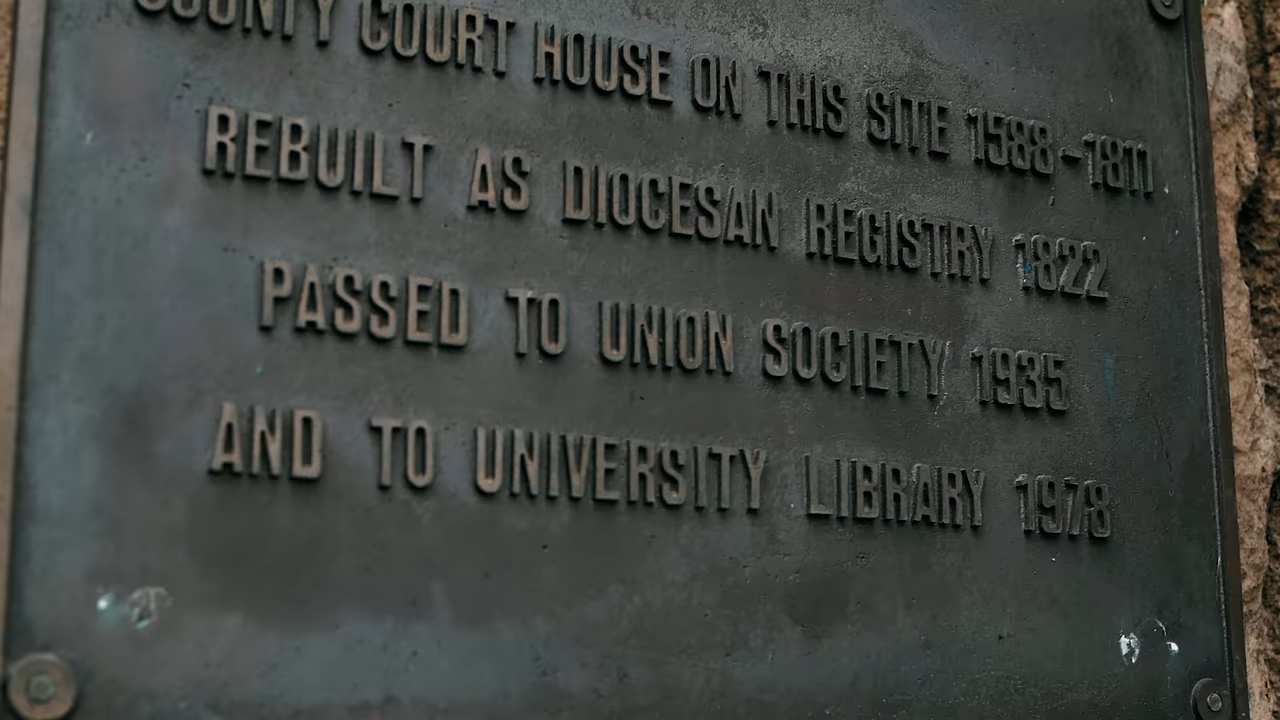 COUNTY COURT HOUSE ON THIS SITE 1588-1811
REBUILT AS DIOCESAN REGISTRY 1822
PASSED TO UNION SOCIETY 1935
AND TO UNIVERSITY LIBRARY 1978